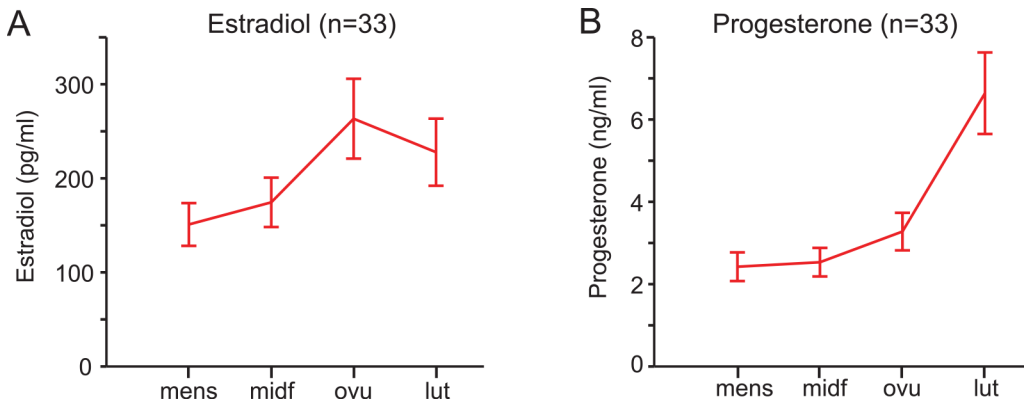 A
Estradiol (n=33)
Estradiol (pg/ml)
300
200
100
0
mens midf ovu lut
B
Progesterone (n=33)
Progesterone (ng/ml)
8
6
4
2
0
mens midf ovu lut